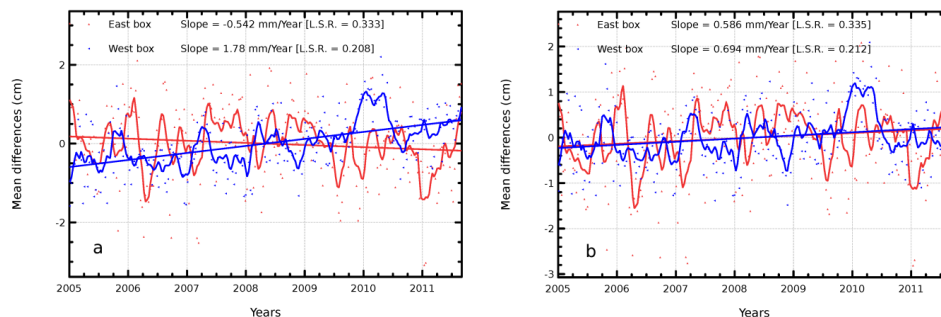 East box Slope = -0.542 mm/Year [L.S.R. = 0.333]
West box Slope = 1.78 mm/Year [L.S.R. = 0.208]
Mean differences (cm)
2
0
-2
a
2005 2006 2007 2008 2009 2010 2011
Years
East box Slope = 0.586 mm/Year [L.S.R. = 0.335]
West box Slope = 0.694 mm/Year [L.S.R. = 0.212]
Mean differences (cm)
2
1
0
-1
-2
-3
b
2005 2006 2007 2008 2009 2010 2011
Years